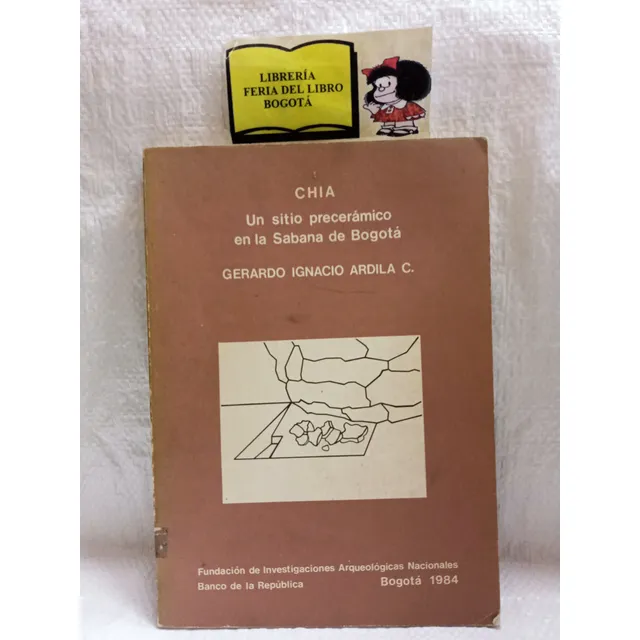 LIBRERÍA
FERIA DEL LIBRO
BOGOTÁ
CHIA
Un sitio precerámico
en la Sabana de Bogotá
GERARDO IGNACIO ARDILA C.
Fundación de Investigaciones Arqueológicas Nacionales
Banco de la República Bogotá 1984